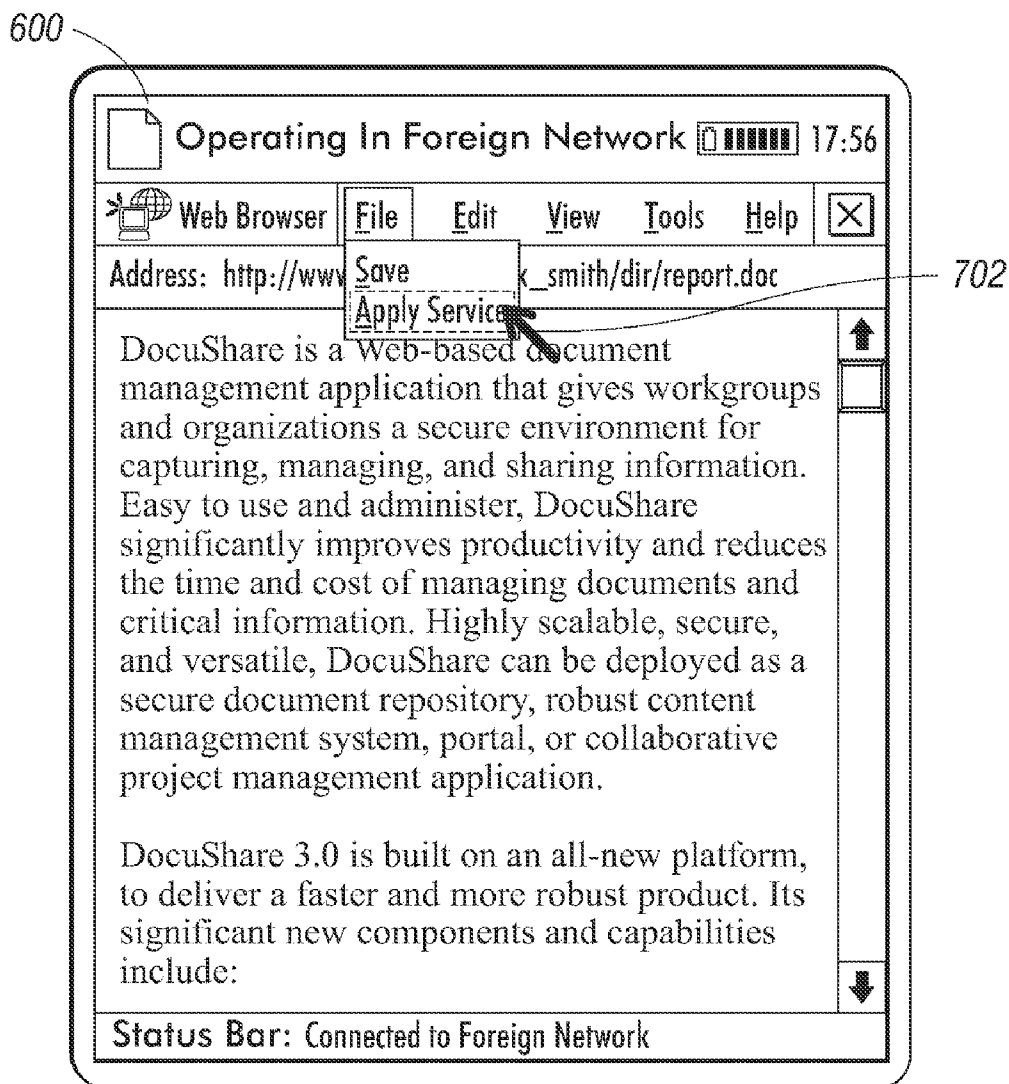 600
Operating In Foreign Network 17:56
Web Browser File Edit View Tools Help
Address: http://www k_smith/dir/report.doc
Save
Apply Service
702
DocuShare is a Web-based document
management application that gives workgroups
and organizations a secure environment for
capturing, managing, and sharing information.
Easy to use and administer, DocuShare
significantly improves productivity and reduces
the time and cost of managing documents and
critical information. Highly scalable, secure,
and versatile, DocuShare can be deployed as a
secure document repository, robust content
management system, portal, or collaborative
project management application.
DocuShare 3.0 is built on an all-new platform,
to deliver a faster and more robust product. Its
significant new components and capabilities
include:
Status Bar: Connected to Foreign Network